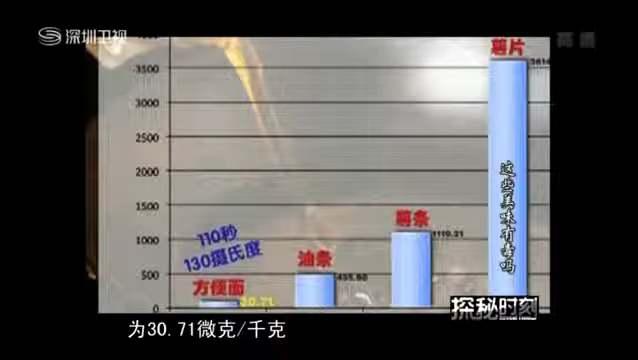 深圳卫视
高清
薯片
3500
3000
2500
2000
1500
1000
500
0
薯条
110秒
130摄氏度
油条
方便面
30.71
1110.21
这些美味有毒吗
探秘时刻
为30.71微克/千克